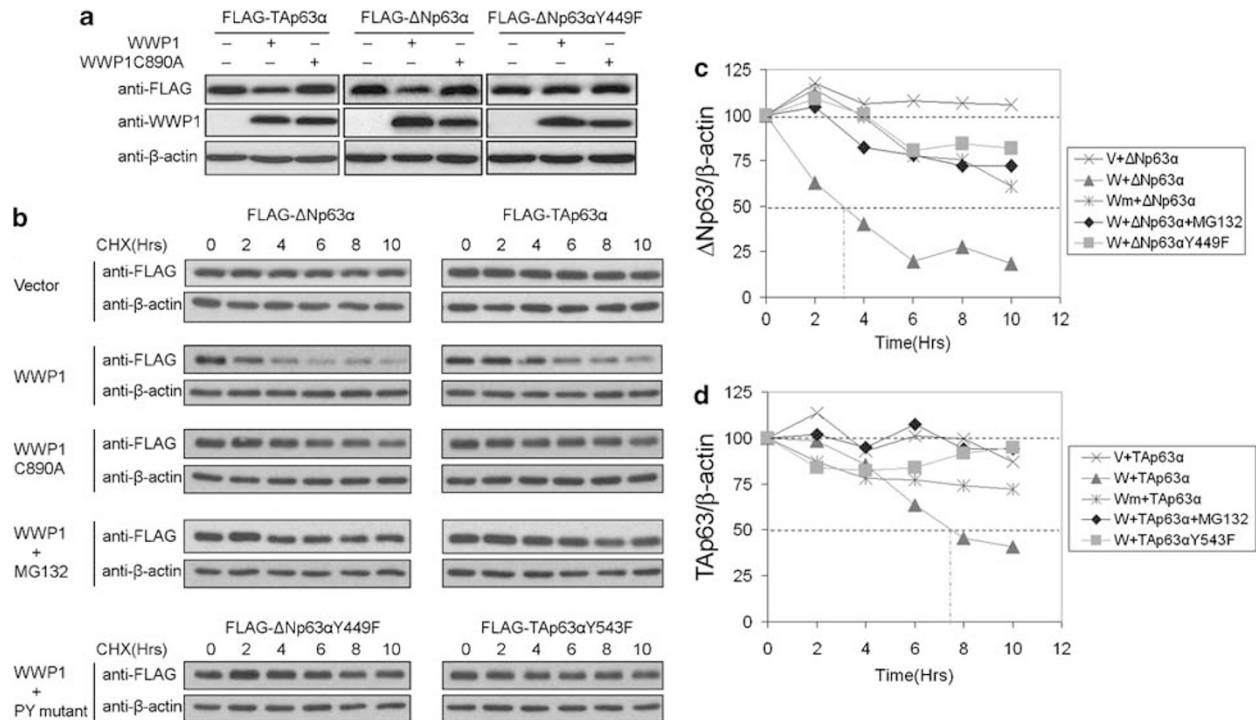 a
FLAG-TAp63α FLAG-ΔNp63α FLAG-ΔNp63αY449F
WWP1 – + – – + – – + –
WWP1C890A – – + – – + – – +
anti-FLAG
anti-WWP1
anti-β-actin
b
FLAG-ΔNp63α FLAG-TAp63α
CHX(Hrs) 0 2 4 6 8 10 0 2 4 6 8 10
Vector
anti-FLAG
anti-β-actin
WWP1
anti-FLAG
anti-β-actin
WWP1
C890A
anti-FLAG
anti-β-actin
WWP1
+
MG132
anti-FLAG
anti-β-actin
FLAG-ΔNp63αY449F FLAG-TAp63αY543F
CHX(Hrs) 0 2 4 6 8 10 0 2 4 6 8 10
WWP1
+
PY mutant
anti-FLAG
anti-β-actin
c
ΔNp63/β-actin
125
100
75
50
25
0
0 2 4 6 8 10 12
Time(Hrs)
V+ΔNp63α
W+ΔNp63α
Wm+ΔNp63α
W+ΔNp63α+MG132
W+ΔNp63αY449F
d
TAp63/β-actin
125
100
75
50
25
0
0 2 4 6 8 10 12
Time(Hrs)
V+TAp63α
W+TAp63α
Wm+TAp63α
W+TAp63α+MG132
W+TAp63αY543F